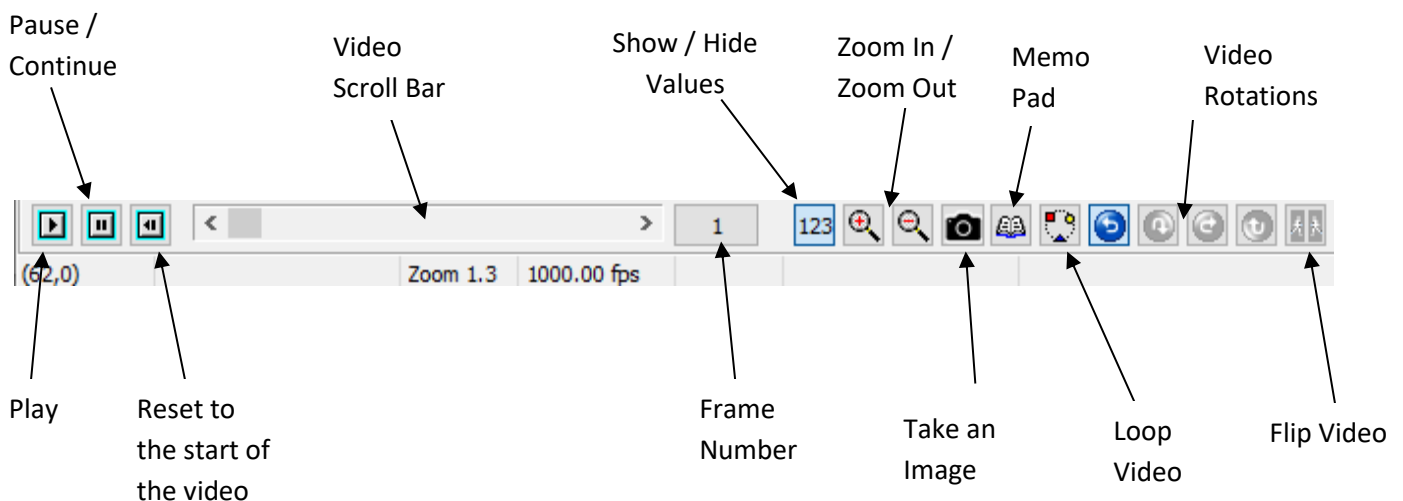 Pause /
Continue
Video
Scroll Bar
Show / Hide
Values
Zoom In /
Zoom Out
Memo
Pad
Video
Rotations
1
123
(62,0)
Zoom 1.3
1000.00 fps
Play
Reset to
the start of
the video
Frame
Number
Take an
Image
Loop
Video
Flip Video